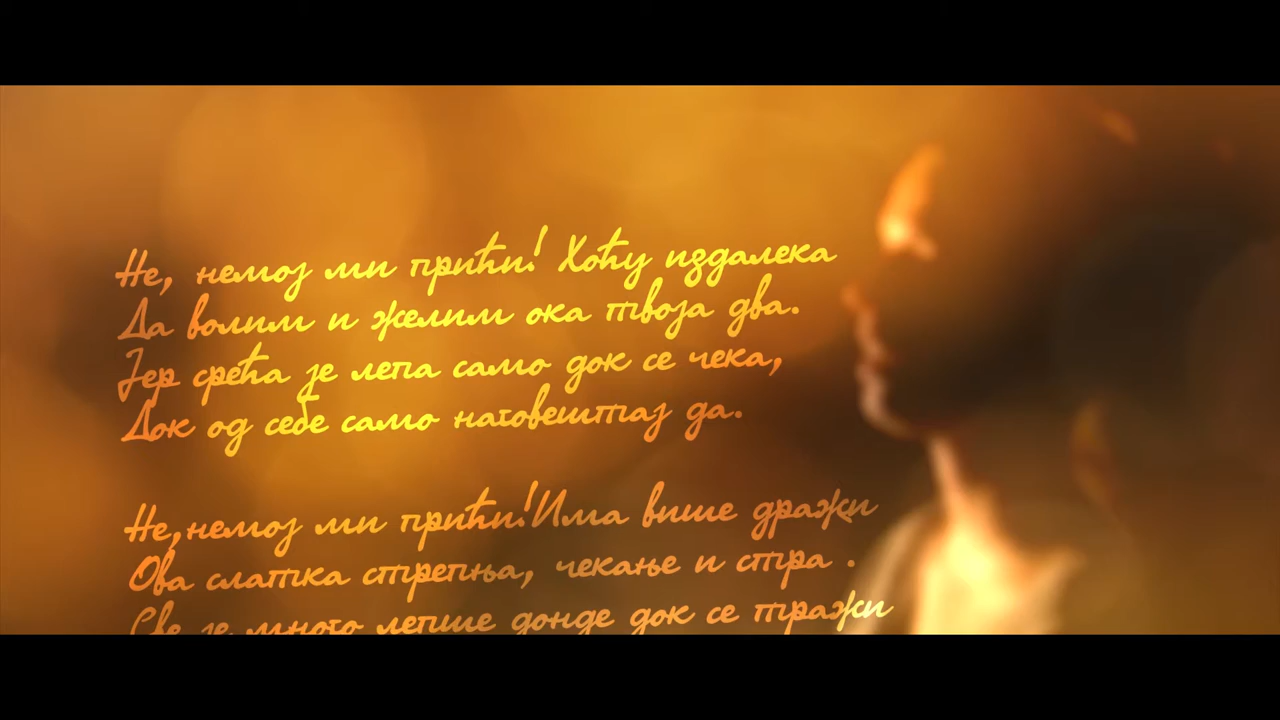 Не, немој ми прићи! Хоћу издалека
Да волим и желим ока твоја два.
Јер срећа је лепа само док се чека,
Док од себе само наговештај да.
Не,немој ми прићи!Има више дражи
Ова слатка стрепња, чекање и стра .
Све је много лепше донде док се тражи